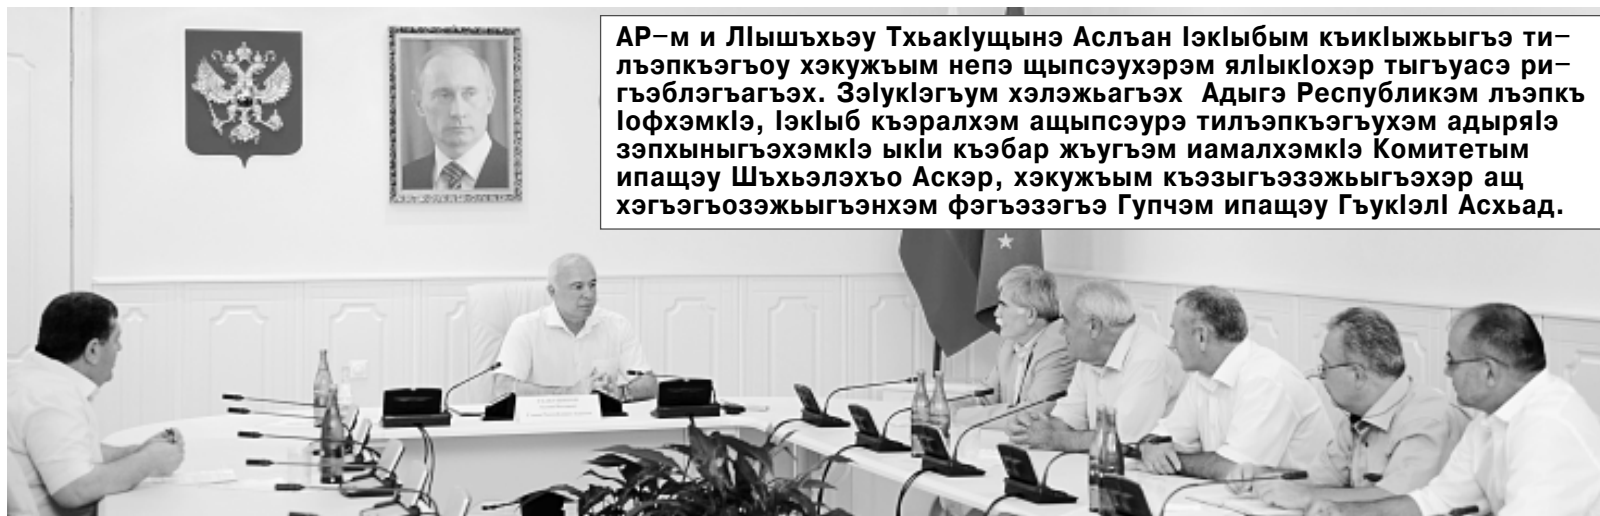 АР–м и ЛӀышъхьэу ТхьакӀущынэ Аслъан ӀэкӀыбым къикӀыжьыгъэ ти–
лъэпкъэгъоу хэкужъым непэ щыпсэухэрэм ялӀыкӀохэр тыгъуасэ ри–
гъэблэгъагъэх. ЗэӀукӀэгъум хэлэжьагъэх Адыгэ Республикэм лъэпкъ
ӀофхэмкӀэ, ӀэкӀыб къэралхэм ащыпсэурэ тилъэпкъэгъухэм адыряӀэ
зэпхыныгъэхэмкӀэ ыкӀи къэбар жъугъэм иамалхэмкӀэ Комитетым
ипащэу Шъхьэлэхъо Аскэр, хэкужъым къэзыгъэзэжьыгъэхэр ащ
хэгъэгъозэжьыгъэнхэм фэгъэзэгъэ Гупчэм ипащэу ГъукӀэлӀ Асхьад.